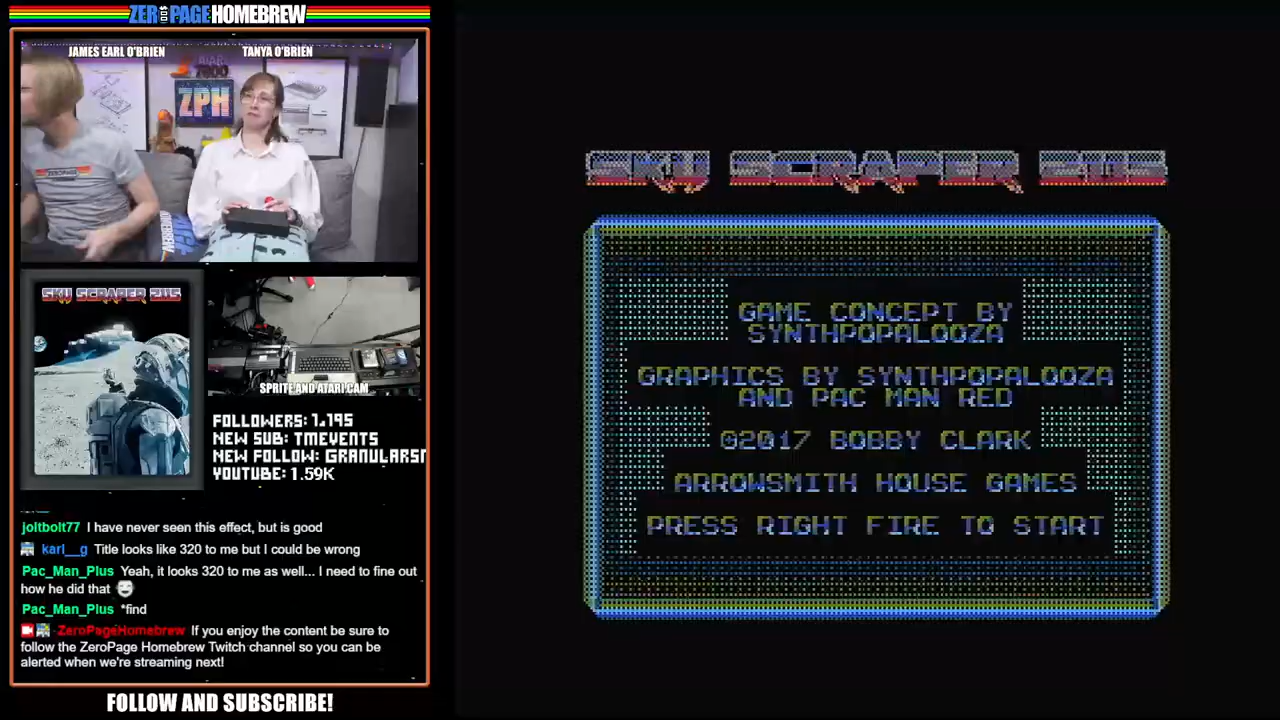 ZEROPAGE HOMEBREW
JAMES EARL O'BRIEN
TANYA O'BRIEN
ATARI
7800
ZPH
ZEROPAGE
HOMEBREW
SKY SCRAPER 2115
SPRITE AND ATARI CAM
FOLLOWERS: 1,195
NEW SUB: TMEVENTS
NEW FOLLOW: GRANULARS
YOUTUBE: 1.59K
joltbolt77 I have never seen this effect, but is good
karl__g Title looks like 320 to me but I could be wrong
Pac_Man_Plus Yeah, it looks 320 to me as well... I need to fine out
how he did that
Pac_Man_Plus *find
ZeroPageHomebrew If you enjoy the content be sure to
follow the ZeroPage Homebrew Twitch channel so you can be
alerted when we're streaming next!
FOLLOW AND SUBSCRIBE!
SKY SCRAPER 2115
GAME CONCEPT BY
SYNTHPOPALOOZA
GRAPHICS BY SYNTHPOPALOOZA
AND PAC MAN RED
©2017 BOBBY CLARK
ARROWSMITH HOUSE GAMES
PRESS RIGHT FIRE TO START